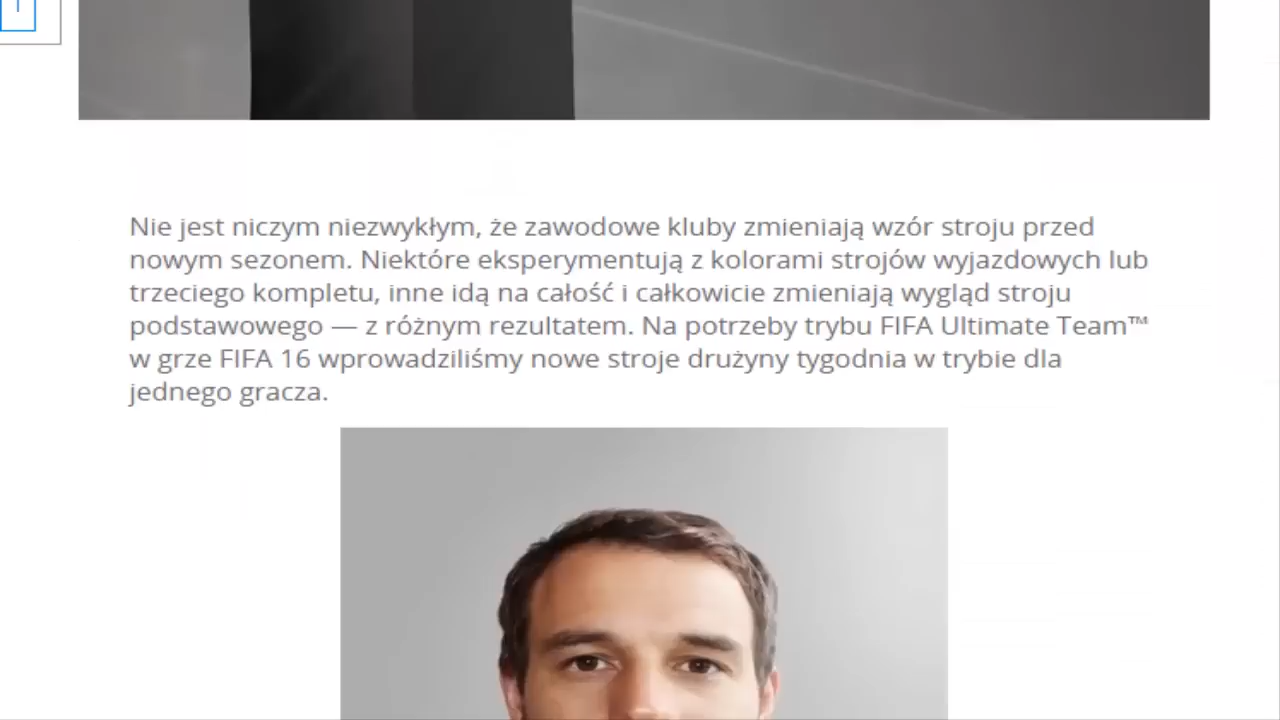 Nie jest niczym niezwykłym, że zawodowe kluby zmieniają wzór stroju przed
nowym sezonem. Niektóre eksperymentują z kolorami strojów wyjazdowych lub
trzeciego kompletu, inne idą na całość i całkowicie zmieniają wygląd stroju
podstawowego — z różnym rezultatem. Na potrzeby trybu FIFA Ultimate Team™
w grze FIFA 16 wprowadziliśmy nowe stroje drużyny tygodnia w trybie dla
jednego gracza.